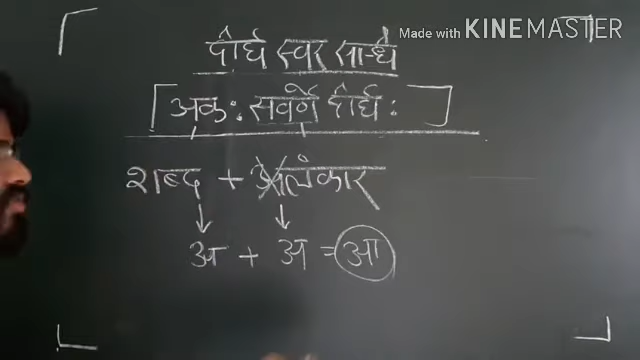 Made with KINEMASTER
दीर्घ स्वर सन्धि
[ अकः सवर्णे दीर्घः ]
शब्द + अलंकार
अ + अ = आ